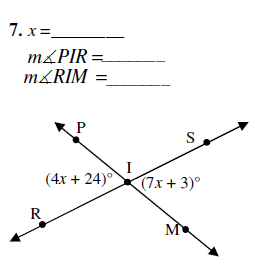 7. x = ________
m∡PIR = ________
m∡RIM = ________
P
S
I
(4x + 24)° (7x + 3)°
R
M